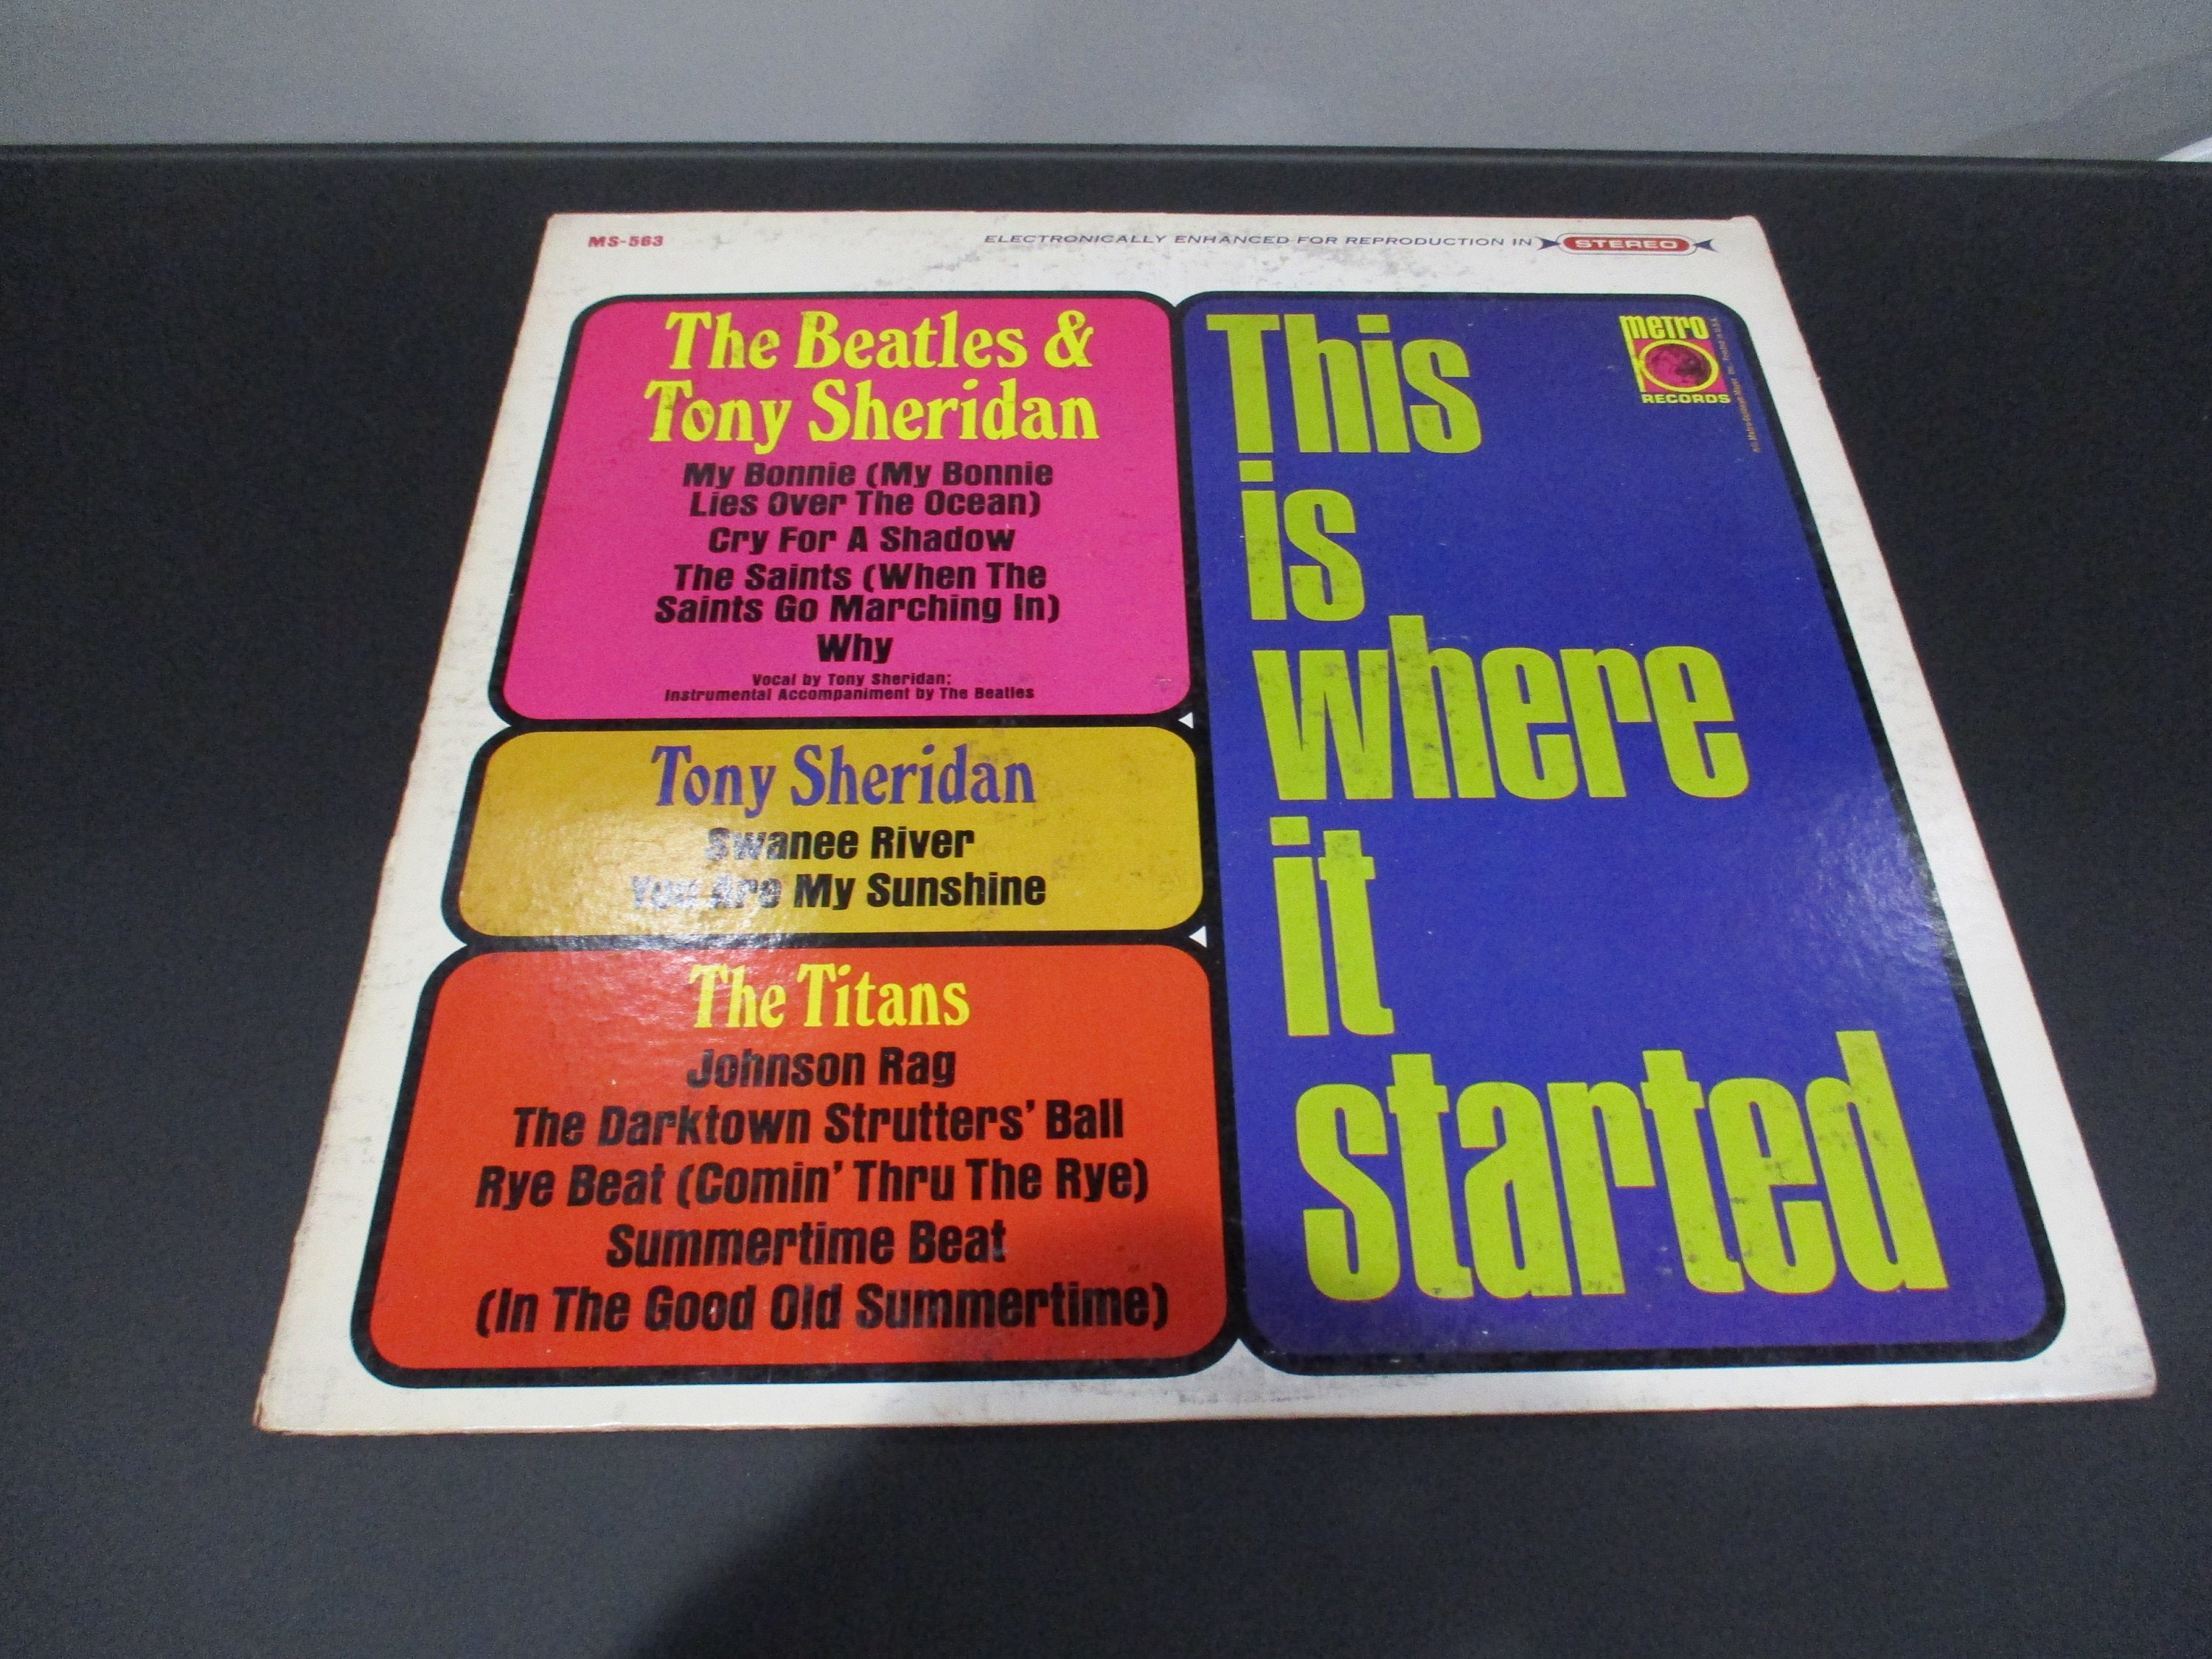 MS-563
ELECTRONICALLY ENHANCED FOR REPRODUCTION IN STEREO
The Beatles &
Tony Sheridan
My Bonnie (My Bonnie
Lies Over The Ocean)
Cry For A Shadow
The Saints (When The
Saints Go Marching In)
Why
Vocal by Tony Sheridan;
Instrumental Accompaniment by The Beatles
Tony Sheridan
Swanee River
You Are My Sunshine
The Titans
Johnson Rag
The Darktown Strutters' Ball
Rye Beat (Comin' Thru The Rye)
Summertime Beat
(In The Good Old Summertime)
This
is
where
it
started
metro
RECORDS